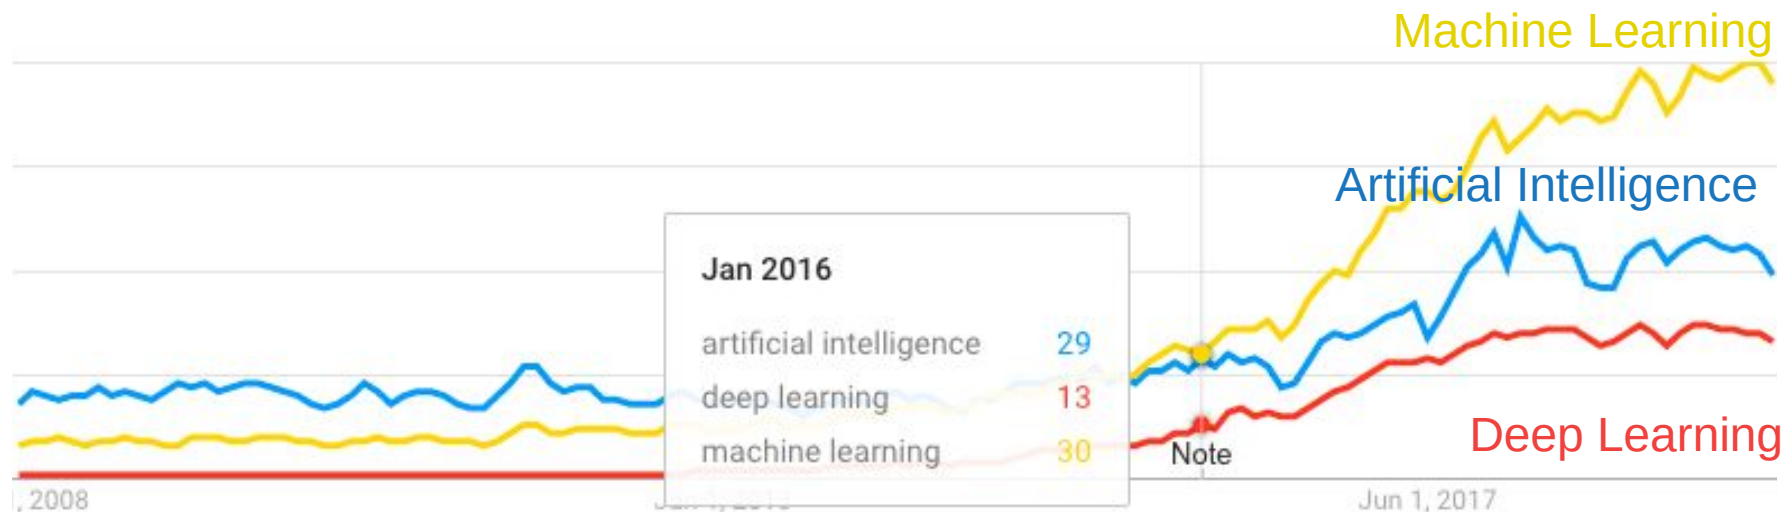 Machine Learning
Artificial Intelligence
Jan 2016
artificial intelligence 29
deep learning 13
machine learning 30
Deep Learning
Note
, 2008
Jun 1, 2017